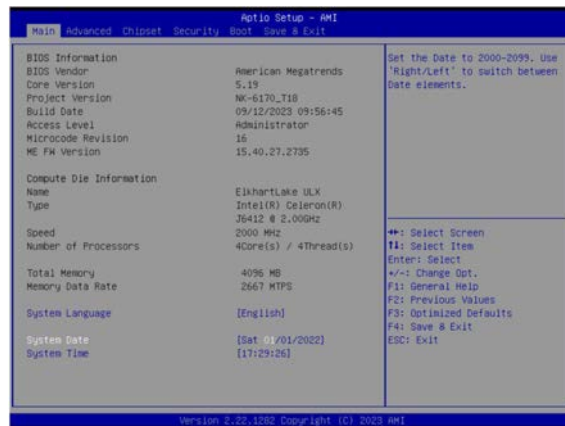 Aptio Setup - AMI
Main Advanced Chipset Security Boot Save & Exit
BIOS Information
BIOS Vendor American Megatrends
Core Version 5.19
Project Version NK-6170_T18
Build Date 09/12/2023 09:56:45
Access Level Administrator
Microcode Revision 16
ME FW Version 15.40.27.2735
Compute Die Information
Name ElkhartLake ULX
Type Intel(R) Celeron(R)
J6412 @ 2.00GHz
Speed 2000 MHz
Number of Processors 4Core(s) / 4Thread(s)
Total Memory 4096 MB
Memory Data Rate 2667 MTPS
System Language [English]
System Date [Sat 01/01/2022]
System Time [17:29:26]
Set the Date to 2000-2099. Use
'Right/Left' to switch between
Date elements.
→←: Select Screen
↑↓: Select Item
Enter: Select
+/-: Change Opt.
F1: General Help
F2: Previous Values
F3: Optimized Defaults
F4: Save & Exit
ESC: Exit
Version 2.22.1282 Copyright (C) 2023 AMI